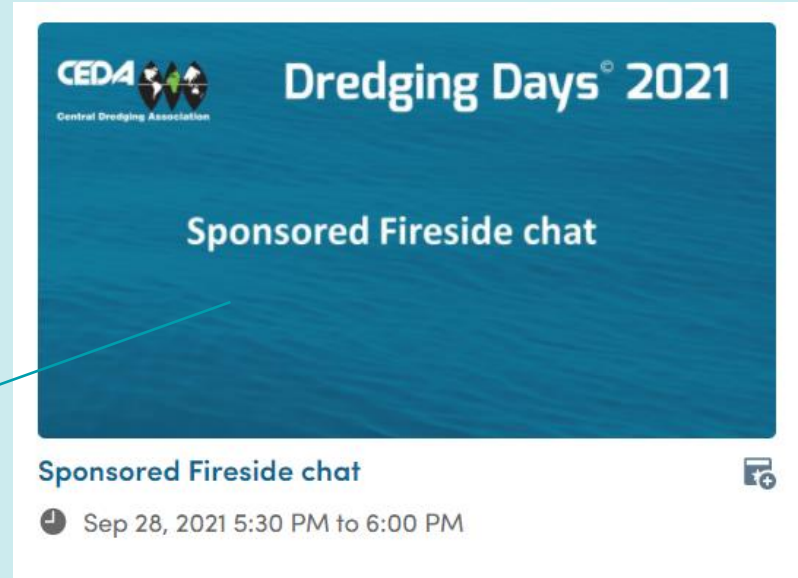 CEDA
Central Dredging Association
Dredging Days© 2021
Sponsored Fireside chat
Sponsored Fireside chat
Sep 28, 2021 5:30 PM to 6:00 PM